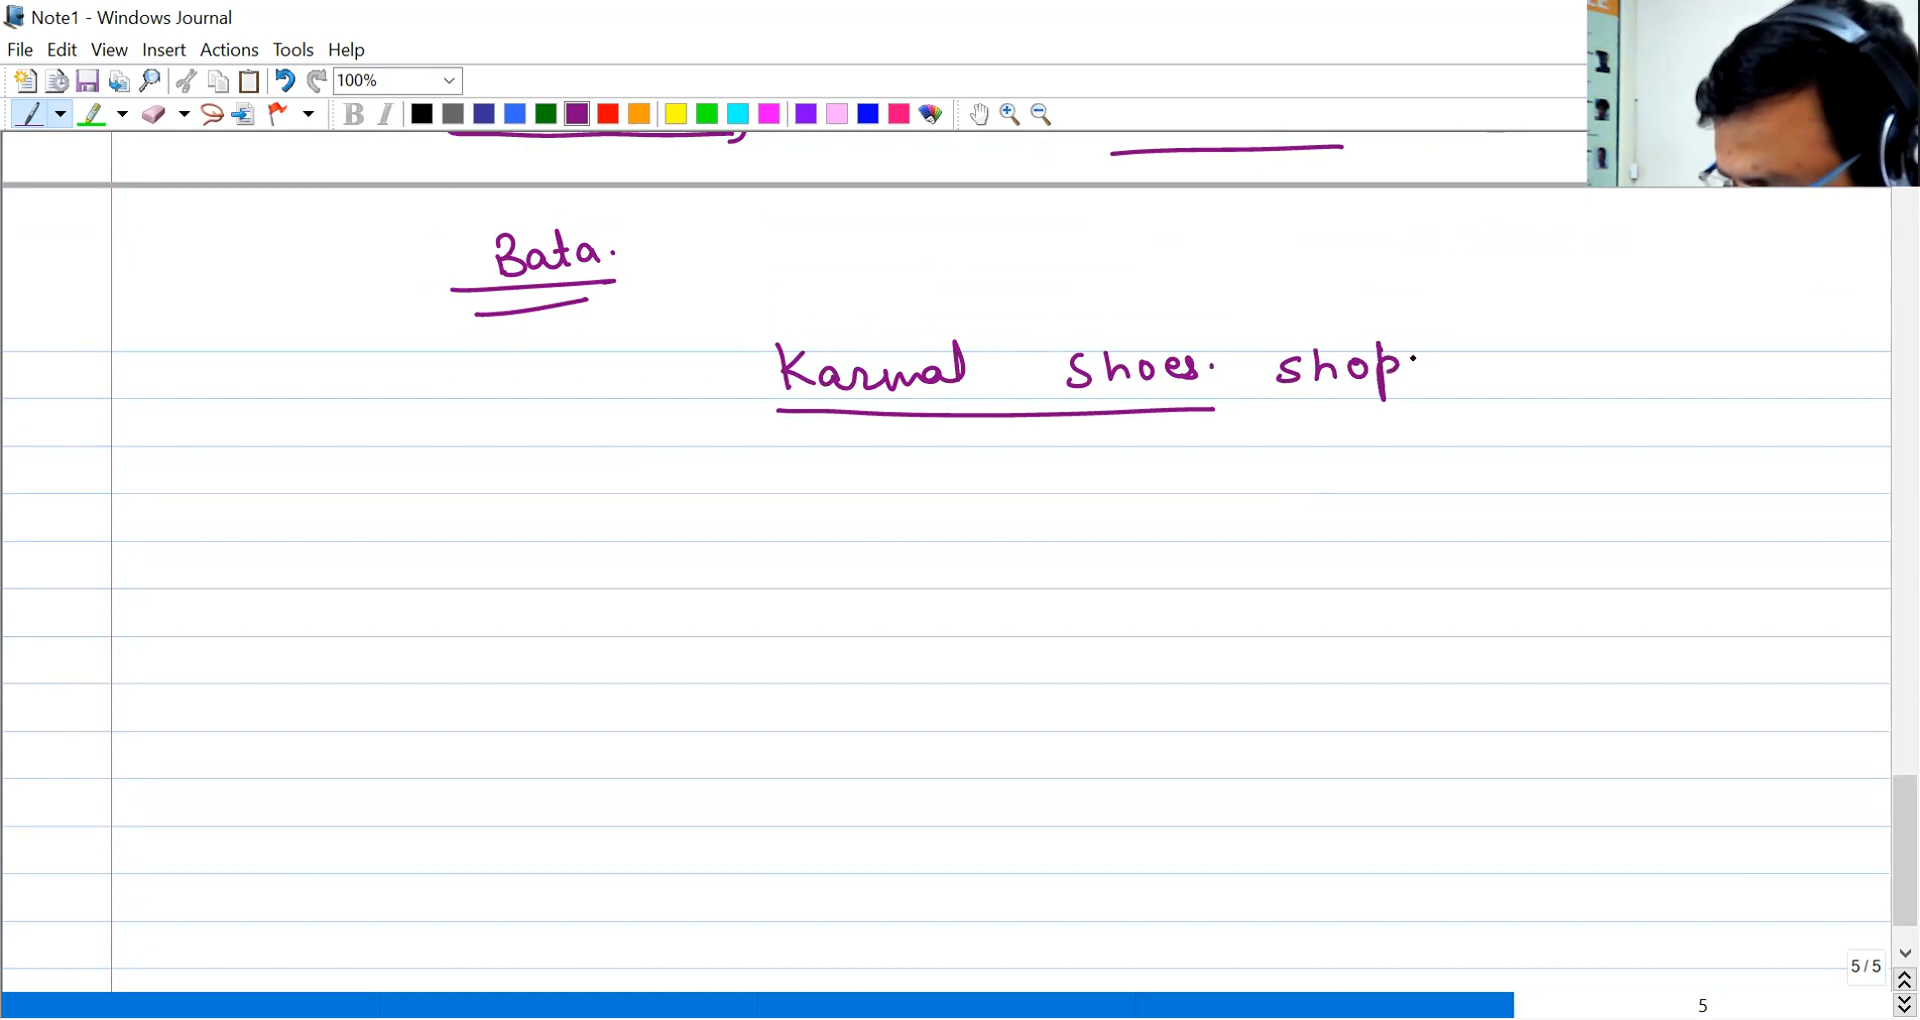 Note1 - Windows Journal
File Edit View Insert Actions Tools Help
100%
Bata.
Karnal Shoes. Shop.
5 / 5
5